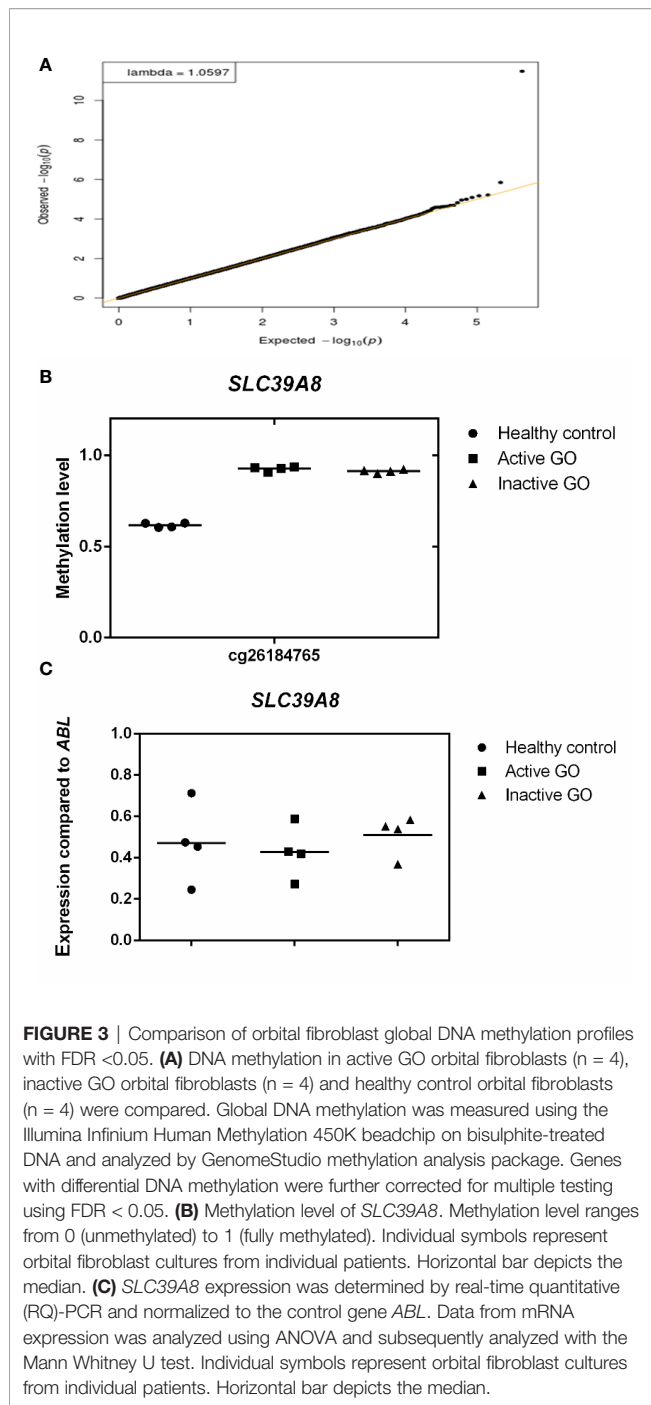 A
lambda = 1.0597
Observed −log10(p)
10
8
6
4
2
0
0 1 2 3 4 5
Expected −log10(p)
B
SLC39A8
Methylation level
1.0
0.5
0.0
cg26184765
Healthy control
Active GO
Inactive GO
C
SLC39A8
Expression compared to ABL
1.0
0.8
0.6
0.4
0.2
0.0
Healthy control
Active GO
Inactive GO
FIGURE 3 | Comparison of orbital fibroblast global DNA methylation profiles
with FDR <0.05. (A) DNA methylation in active GO orbital fibroblasts (n = 4),
inactive GO orbital fibroblasts (n = 4) and healthy control orbital fibroblasts
(n = 4) were compared. Global DNA methylation was measured using the
Illumina Infinium Human Methylation 450K beadchip on bisulphite-treated
DNA and analyzed by GenomeStudio methylation analysis package. Genes
with differential DNA methylation were further corrected for multiple testing
using FDR < 0.05. (B) Methylation level of SLC39A8. Methylation level ranges
from 0 (unmethylated) to 1 (fully methylated). Individual symbols represent
orbital fibroblast cultures from individual patients. Horizontal bar depicts the
median. (C) SLC39A8 expression was determined by real-time quantitative
(RQ)-PCR and normalized to the control gene ABL. Data from mRNA
expression was analyzed using ANOVA and subsequently analyzed with the
Mann Whitney U test. Individual symbols represent orbital fibroblast cultures
from individual patients. Horizontal bar depicts the median.